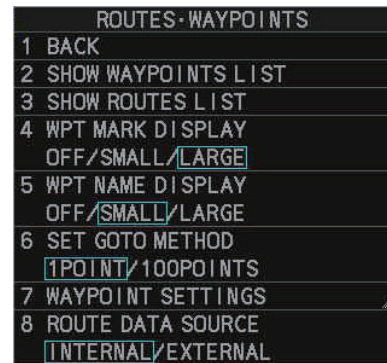 ROUTES·WAYPOINTS
1 BACK
2 SHOW WAYPOINTS LIST
3 SHOW ROUTES LIST
4 WPT MARK DISPLAY
OFF/SMALL/LARGE
5 WPT NAME DISPLAY
OFF/SMALL/LARGE
6 SET GOTO METHOD
1POINT/100POINTS
7 WAYPOINT SETTINGS
8 ROUTE DATA SOURCE
INTERNAL/EXTERNAL